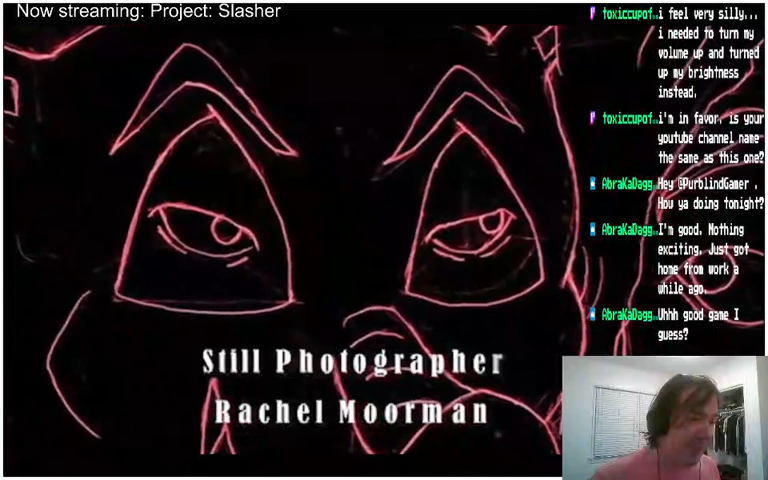 Now streaming: Project: Slasher
toxiccupof…i feel very silly...
i needed to turn my
volume up and turned
up my brightness
instead.
toxiccupof…i'm in favor. is your
youtube channel name
the same as this one?
AbraKaDagg…Hey @PurblindGamer .
How ya doing tonight?
AbraKaDagg…I'm good. Nothing
exciting. Just got
home from work a
while ago.
AbraKaDagg…Uhhh good game I
guess?
Still Photographer
Rachel Moorman